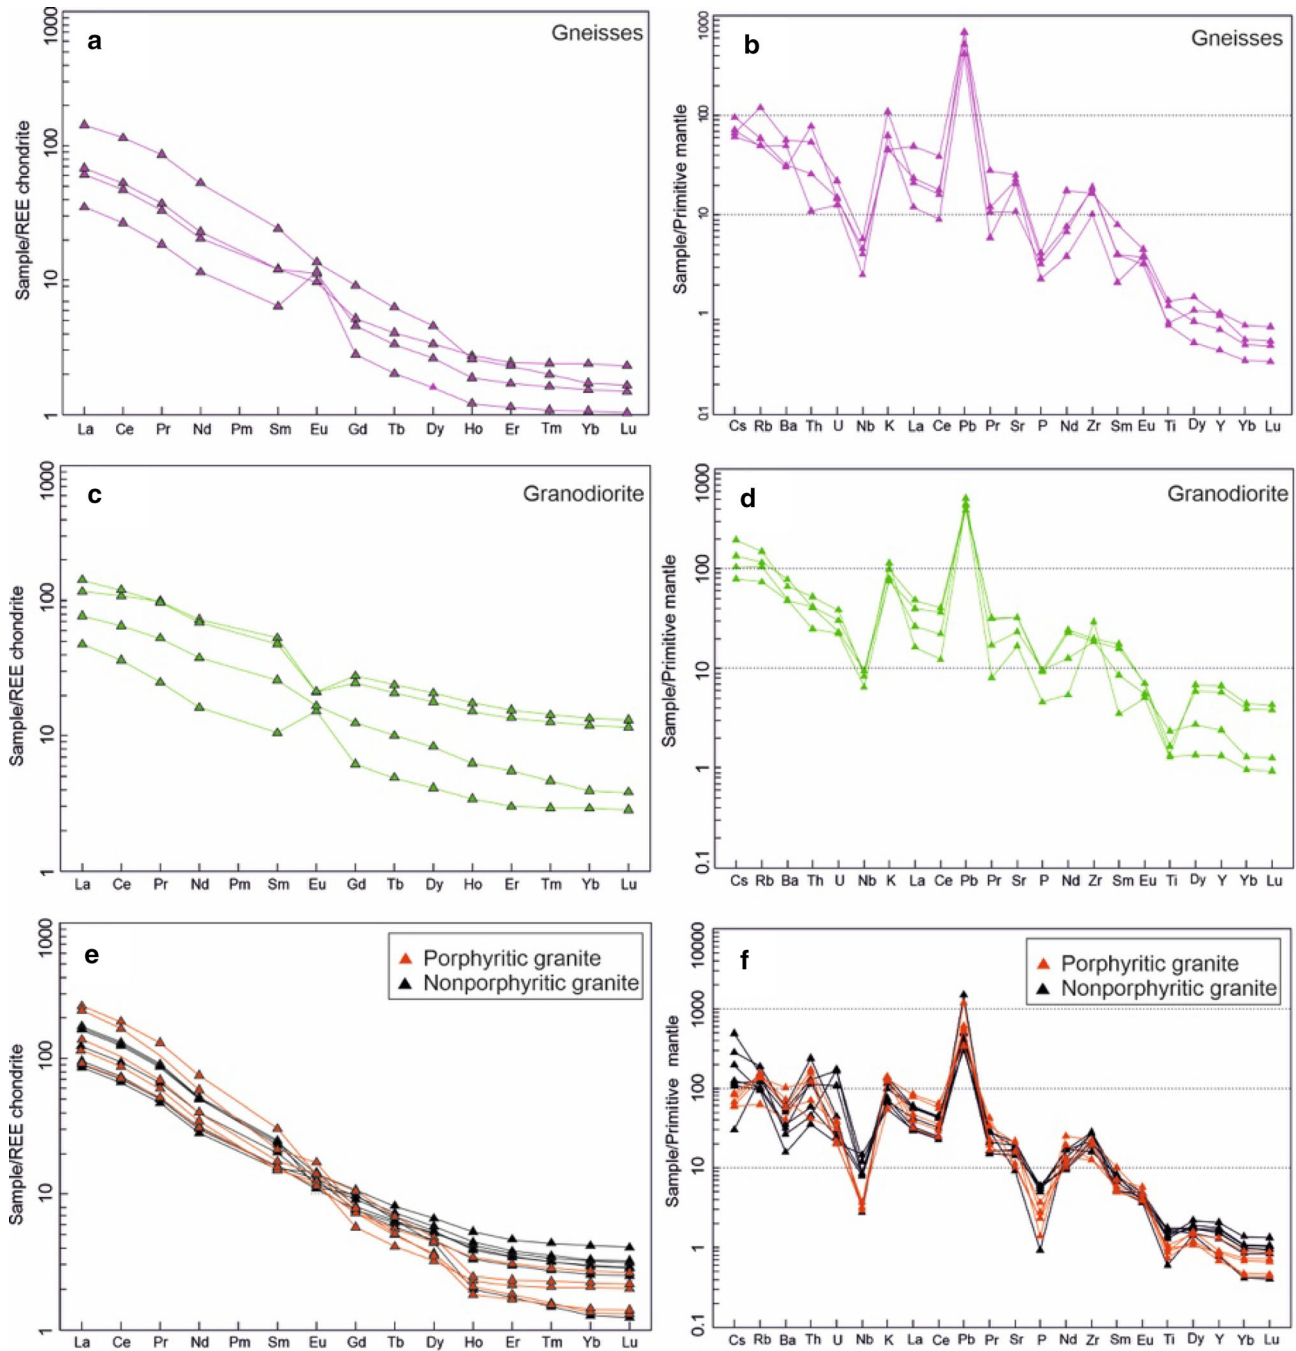 a
Gneisses
Sample/REE chondrite
1000
100
10
1
La Ce Pr Nd Pm Sm Eu Gd Tb Dy Ho Er Tm Yb Lu
b
Gneisses
Sample/Primitive mantle
1000
100
10
1
0.1
Cs Rb Ba Th U Nb K La Ce Pb Pr Sr P Nd Zr Sm Eu Ti Dy Y Yb Lu
c
Granodiorite
Sample/REE chondrite
1000
100
10
1
La Ce Pr Nd Pm Sm Eu Gd Tb Dy Ho Er Tm Yb Lu
d
Granodiorite
Sample/Primitive mantle
1000
100
10
1
0.1
Cs Rb Ba Th U Nb K La Ce Pb Pr Sr P Nd Zr Sm Eu Ti Dy Y Yb Lu
e
Porphyritic granite
Nonporphyritic granite
Sample/REE chondrite
1000
100
10
1
La Ce Pr Nd Pm Sm Eu Gd Tb Dy Ho Er Tm Yb Lu
f
Porphyritic granite
Nonporphyritic granite
Sample/Primitive mantle
10000
1000
100
10
1
0.1
Cs Rb Ba Th U Nb K La Ce Pb Pr Sr P Nd Zr Sm Eu Ti Dy Y Yb Lu